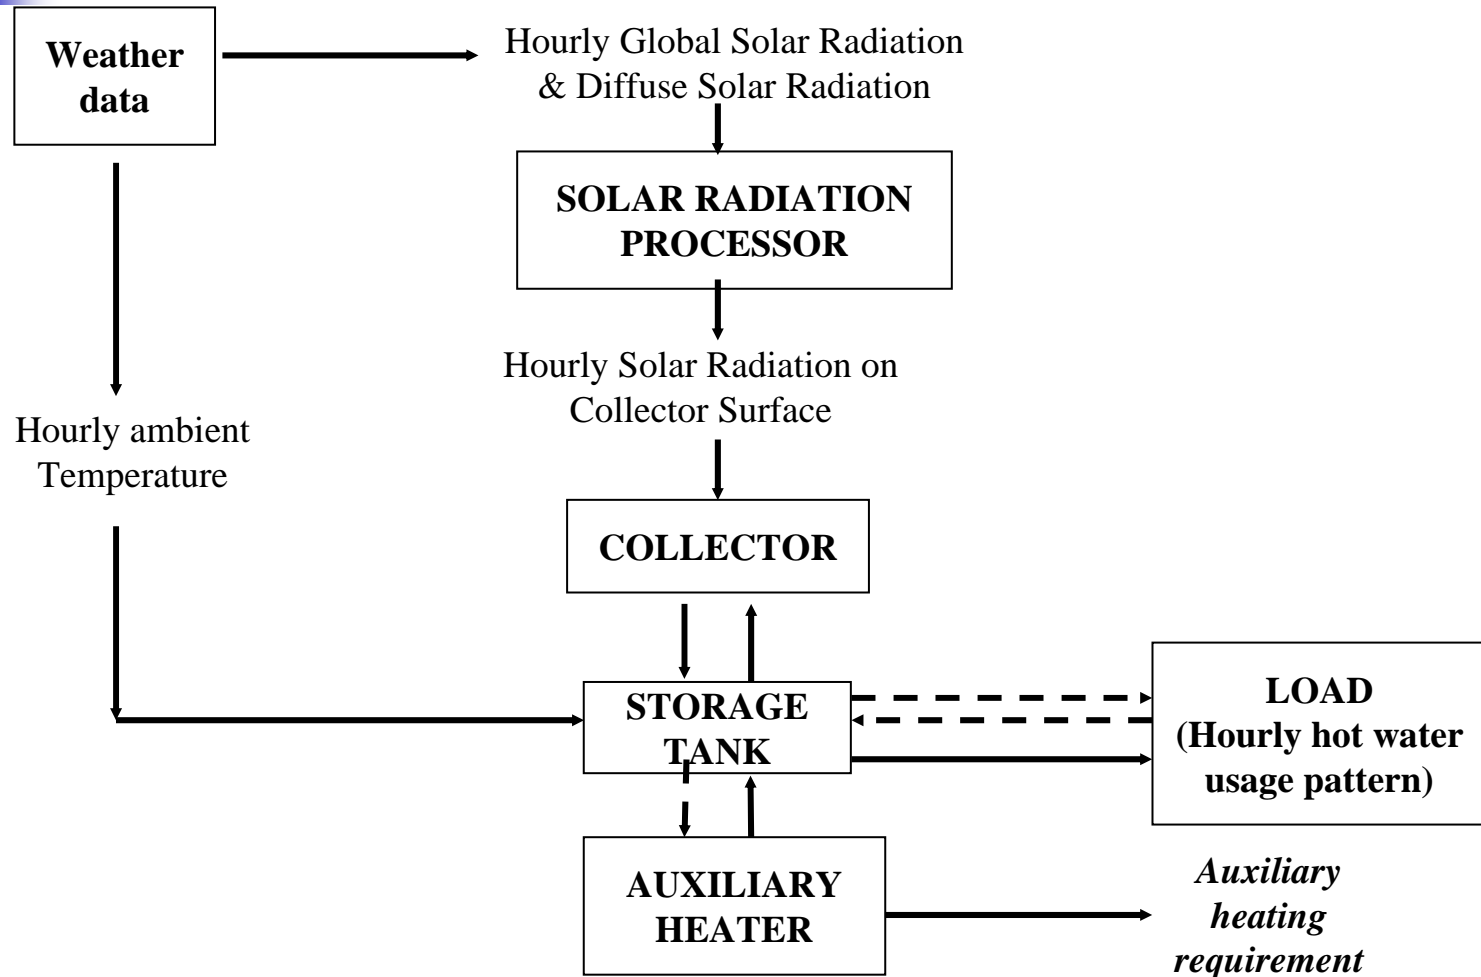 Weather
data
Hourly Global Solar Radiation
& Diffuse Solar Radiation
SOLAR RADIATION
PROCESSOR
Hourly Solar Radiation on
Collector Surface
Hourly ambient
Temperature
COLLECTOR
STORAGE
TANK
LOAD
(Hourly hot water
usage pattern)
AUXILIARY
HEATER
Auxiliary
heating
requirement